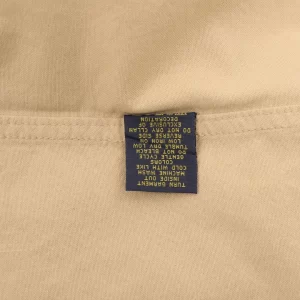 TURN GARMENT
INSIDE OUT
MACHINE WASH
COLD WITH LIKE
COLORS
GENTLE CYCLE
DO NOT BLEACH
TUMBLE DRY LOW
LOW IRON ON
REVERSE SIDE
DO NOT DRY CLEAN
EXCLUSIVE OF
DECORATION